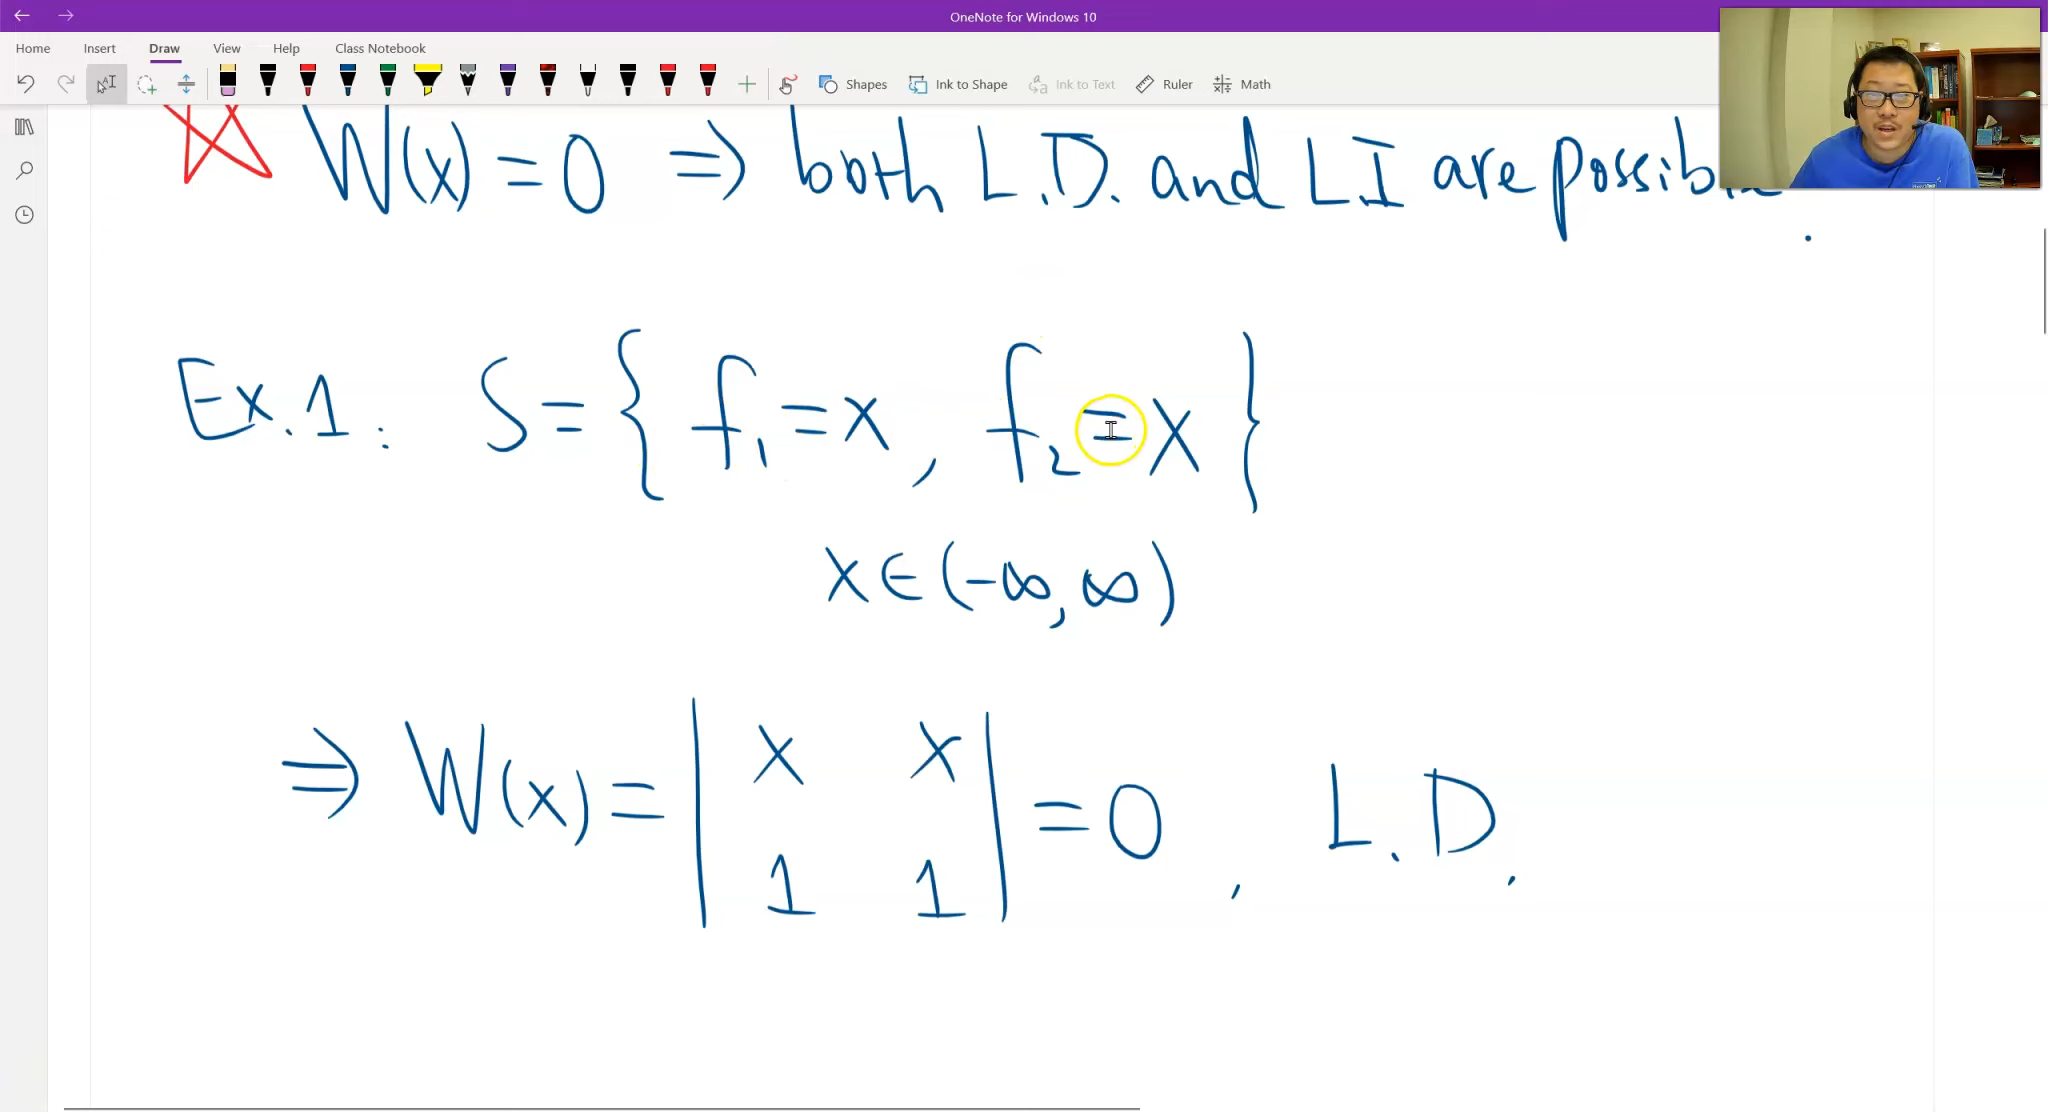 OneNote for Windows 10
Home Insert Draw View Help Class Notebook
Shapes Ink to Shape Ink to Text Ruler Math
W(x) = 0 ⇒ both L.D. and L.I are possible.
Ex.1: S = { f₁ = x, f₂ = x }
x ∈ (-∞, ∞)
⇒ W(x) = | x x | = 0, L.D.
| 1 1 |